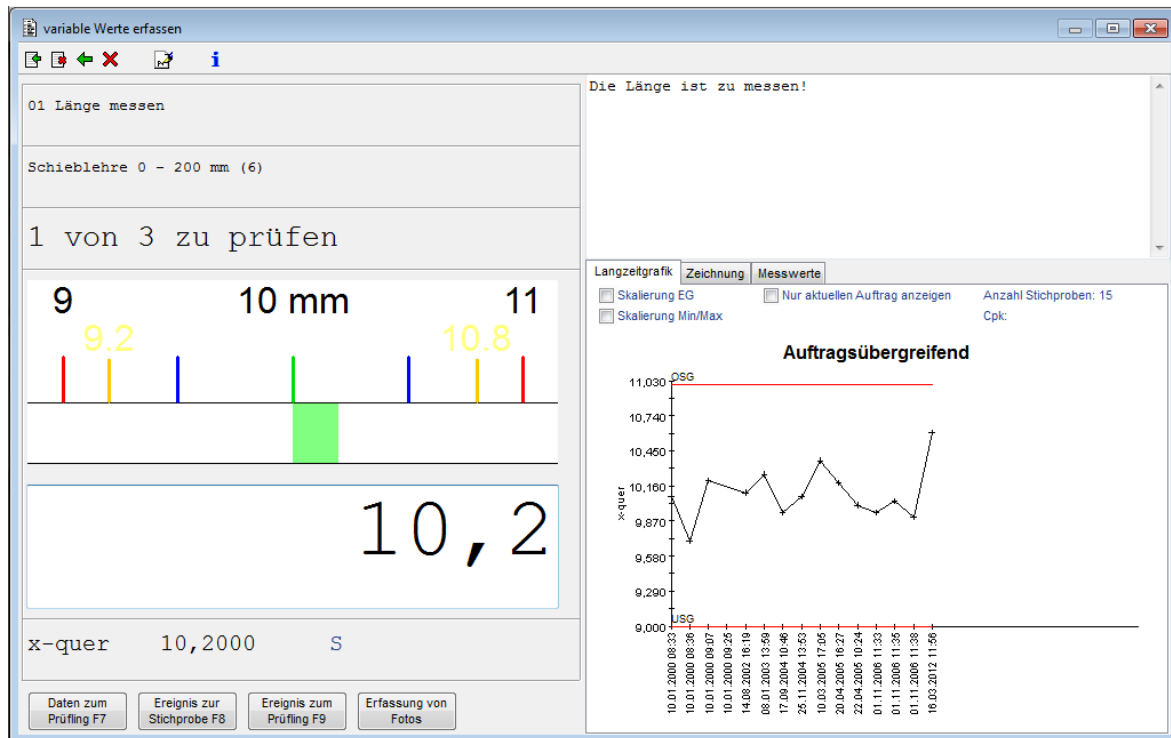 variable Werte erfassen
i
01 Länge messen
Schieblehre 0 - 200 mm (6)
1 von 3 zu prüfen
9 10 mm 11
9.2 10.8
10,2
x-quer 10,2000 S
Daten zum Prüfling F7
Ereignis zur Stichprobe F8
Ereignis zum Prüfling F9
Erfassung von Fotos
Die Länge ist zu messen!
Langzeitgrafik Zeichnung Messwerte
Skalierung EG Nur aktuellen Auftrag anzeigen Anzahl Stichproben: 15
Skalierung Min/Max Cpk:
Auftragsübergreifend
OSG
11,030
10,740
10,450
10,160
9,870
9,580
9,290
9,000
USG
x-quer
10.01.2000 08:33
10.01.2000 08:36
10.01.2000 09:07
10.01.2000 09:25
14.08.2002 16:19
08.01.2003 13:59
17.09.2004 10:46
25.11.2004 13:53
10.03.2005 17:05
20.04.2005 16:27
22.04.2005 10:24
01.11.2006 11:33
01.11.2006 11:35
01.11.2006 11:38
16.03.2012 11:56